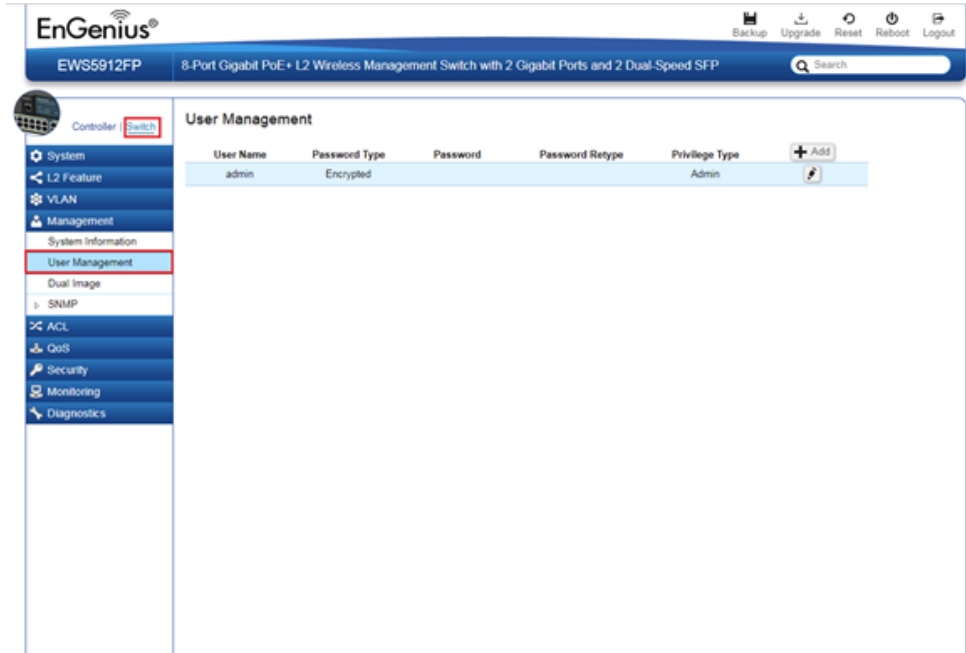 EnGenius®
Backup Upgrade Reset Reboot Logout
EWS5912FP 8-Port Gigabit PoE+ L2 Wireless Management Switch with 2 Gigabit Ports and 2 Dual-Speed SFP Search
Controller | Switch
User Management
User Name Password Type Password Password Retype Privilege Type Add
admin Encrypted Admin
System
L2 Feature
VLAN
Management
System Information
User Management
Dual Image
SNMP
ACL
QoS
Security
Monitoring
Diagnostics